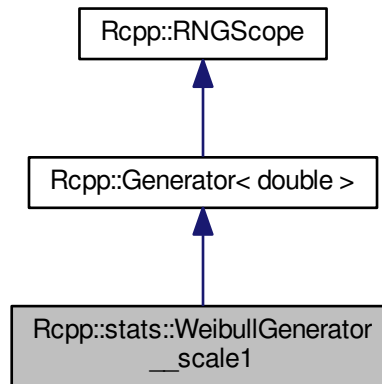 Rcpp::RNGScope
Rcpp::Generator< double >
Rcpp::stats::WeibullGenerator
__scale1